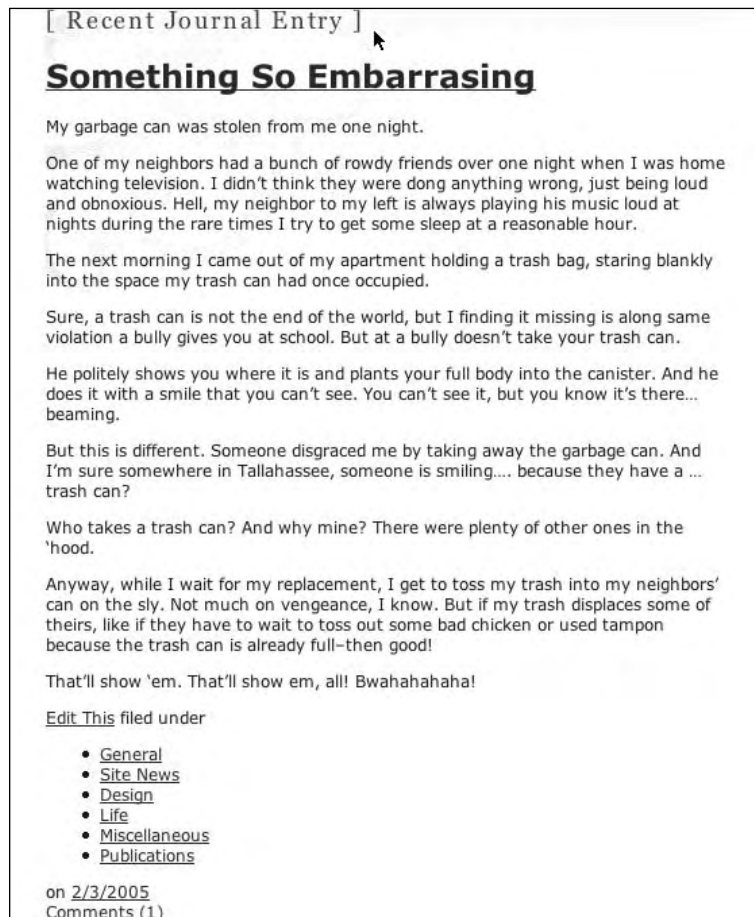 [ Recent Journal Entry ]
Something So Embarrasing
My garbage can was stolen from me one night.
One of my neighbors had a bunch of rowdy friends over one night when I was home
watching television. I didn’t think they were dong anything wrong, just being loud
and obnoxious. Hell, my neighbor to my left is always playing his music loud at
nights during the rare times I try to get some sleep at a reasonable hour.
The next morning I came out of my apartment holding a trash bag, staring blankly
into the space my trash can had once occupied.
Sure, a trash can is not the end of the world, but I finding it missing is along same
violation a bully gives you at school. But at a bully doesn’t take your trash can.
He politely shows you where it is and plants your full body into the canister. And he
does it with a smile that you can’t see. You can’t see it, but you know it’s there…
beaming.
But this is different. Someone disgraced me by taking away the garbage can. And
I’m sure somewhere in Tallahassee, someone is smiling…. because they have a …
trash can?
Who takes a trash can? And why mine? There were plenty of other ones in the
‘hood.
Anyway, while I wait for my replacement, I get to toss my trash into my neighbors’
can on the sly. Not much on vengeance, I know. But if my trash displaces some of
theirs, like if they have to wait to toss out some bad chicken or used tampon
because the trash can is already full–then good!
That’ll show ‘em. That’ll show em, all! Bwahahahaha!
Edit This filed under
• General
• Site News
• Design
• Life
• Miscellaneous
• Publications
on 2/3/2005
Comments (1)